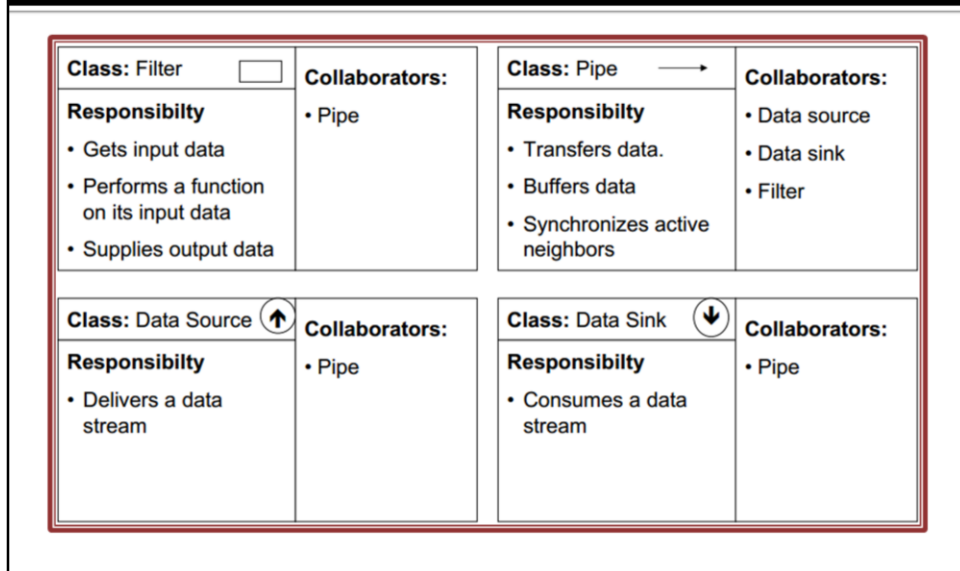 Class: Filter
Responsibilty
• Gets input data
• Performs a function
on its input data
• Supplies output data
Collaborators:
• Pipe
Class: Pipe
Responsibilty
• Transfers data.
• Buffers data
• Synchronizes active
neighbors
Collaborators:
• Data source
• Data sink
• Filter
Class: Data Source
Responsibilty
• Delivers a data
stream
Collaborators:
• Pipe
Class: Data Sink
Responsibilty
• Consumes a data
stream
Collaborators:
• Pipe